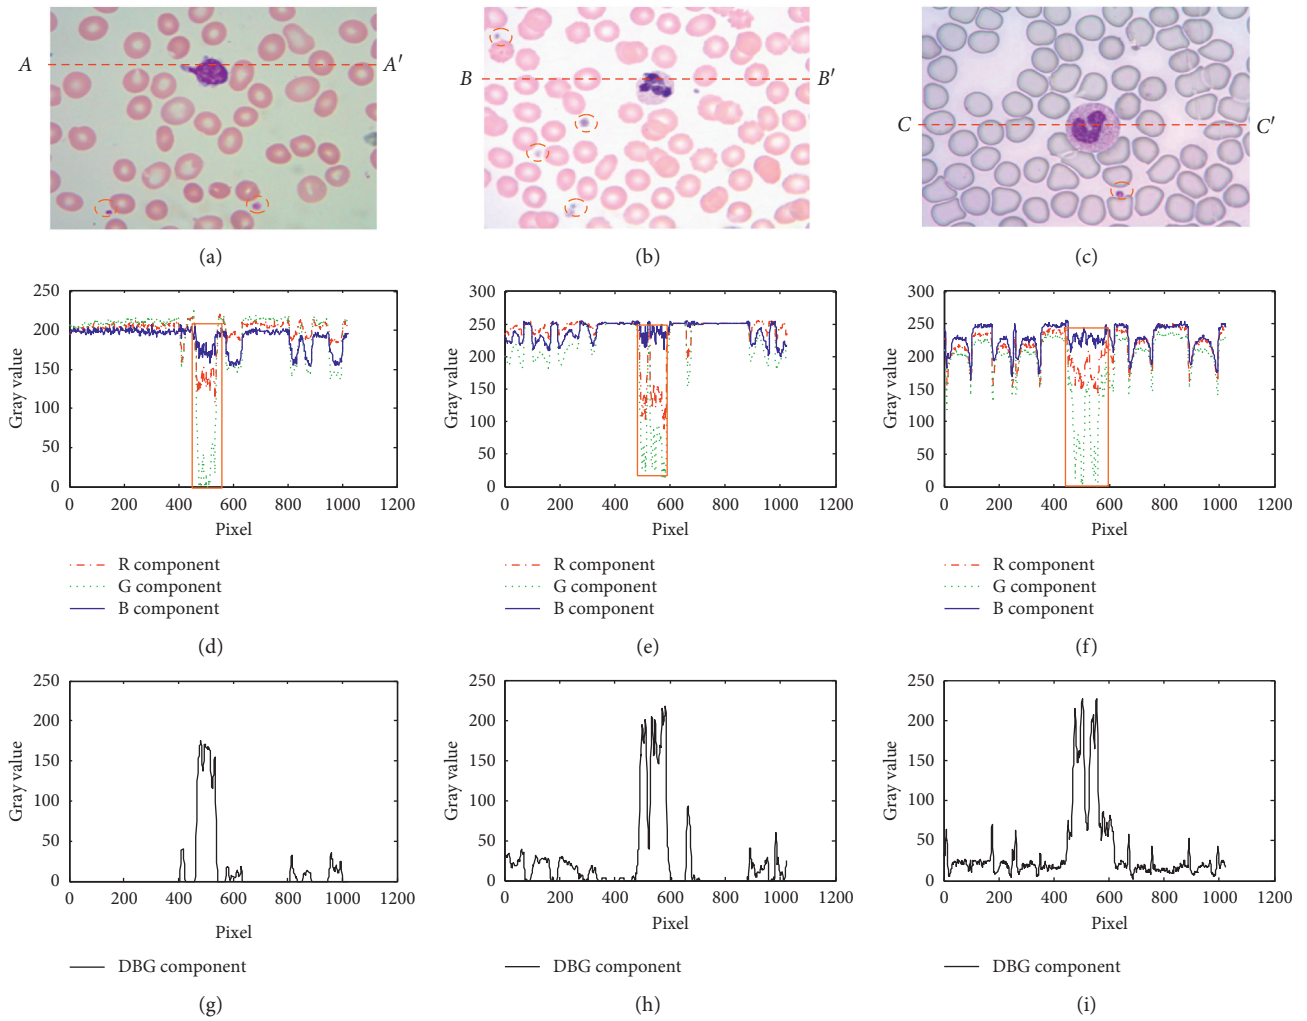 A A′ B B′ C C′
(a) (b) (c)
250
200
150
100
50
0
0 200 400 600 800 1000 1200
Gray value
Pixel
R component
G component
B component
(d)
300
250
200
150
100
50
0
0 200 400 600 800 1000 1200
Gray value
Pixel
R component
G component
B component
(e)
300
250
200
150
100
50
0
0 200 400 600 800 1000 1200
Gray value
Pixel
R component
G component
B component
(f)
250
200
150
100
50
0
0 200 400 600 800 1000 1200
Gray value
Pixel
DBG component
(g)
250
200
150
100
50
0
0 200 400 600 800 1000 1200
Gray value
Pixel
DBG component
(h)
250
200
150
100
50
0
0 200 400 600 800 1000 1200
Gray value
Pixel
DBG component
(i)